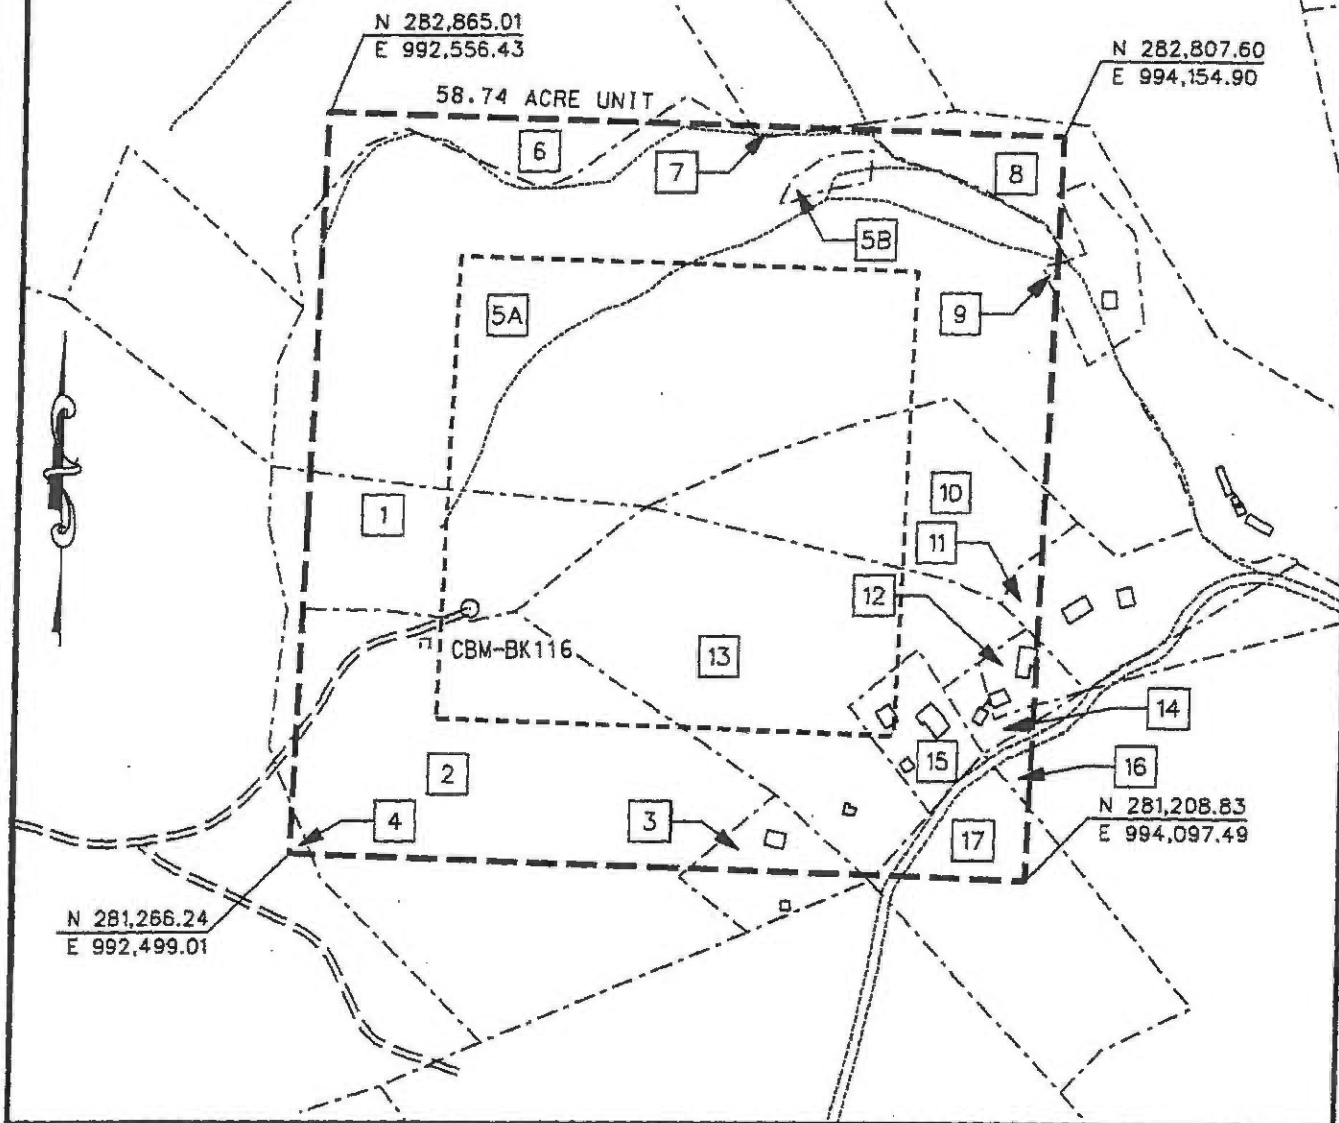 N 282,865.01
E 992,556.43
N 282,807.60
E 994,154.90
58.74 ACRE UNIT
6
7
8
5B
5A
9
1
10
11
12
CBM-BK116
13
14
15
16
2
3
4
17
N 281,208.83
E 994,097.49
N 281,266.24
E 992,499.01